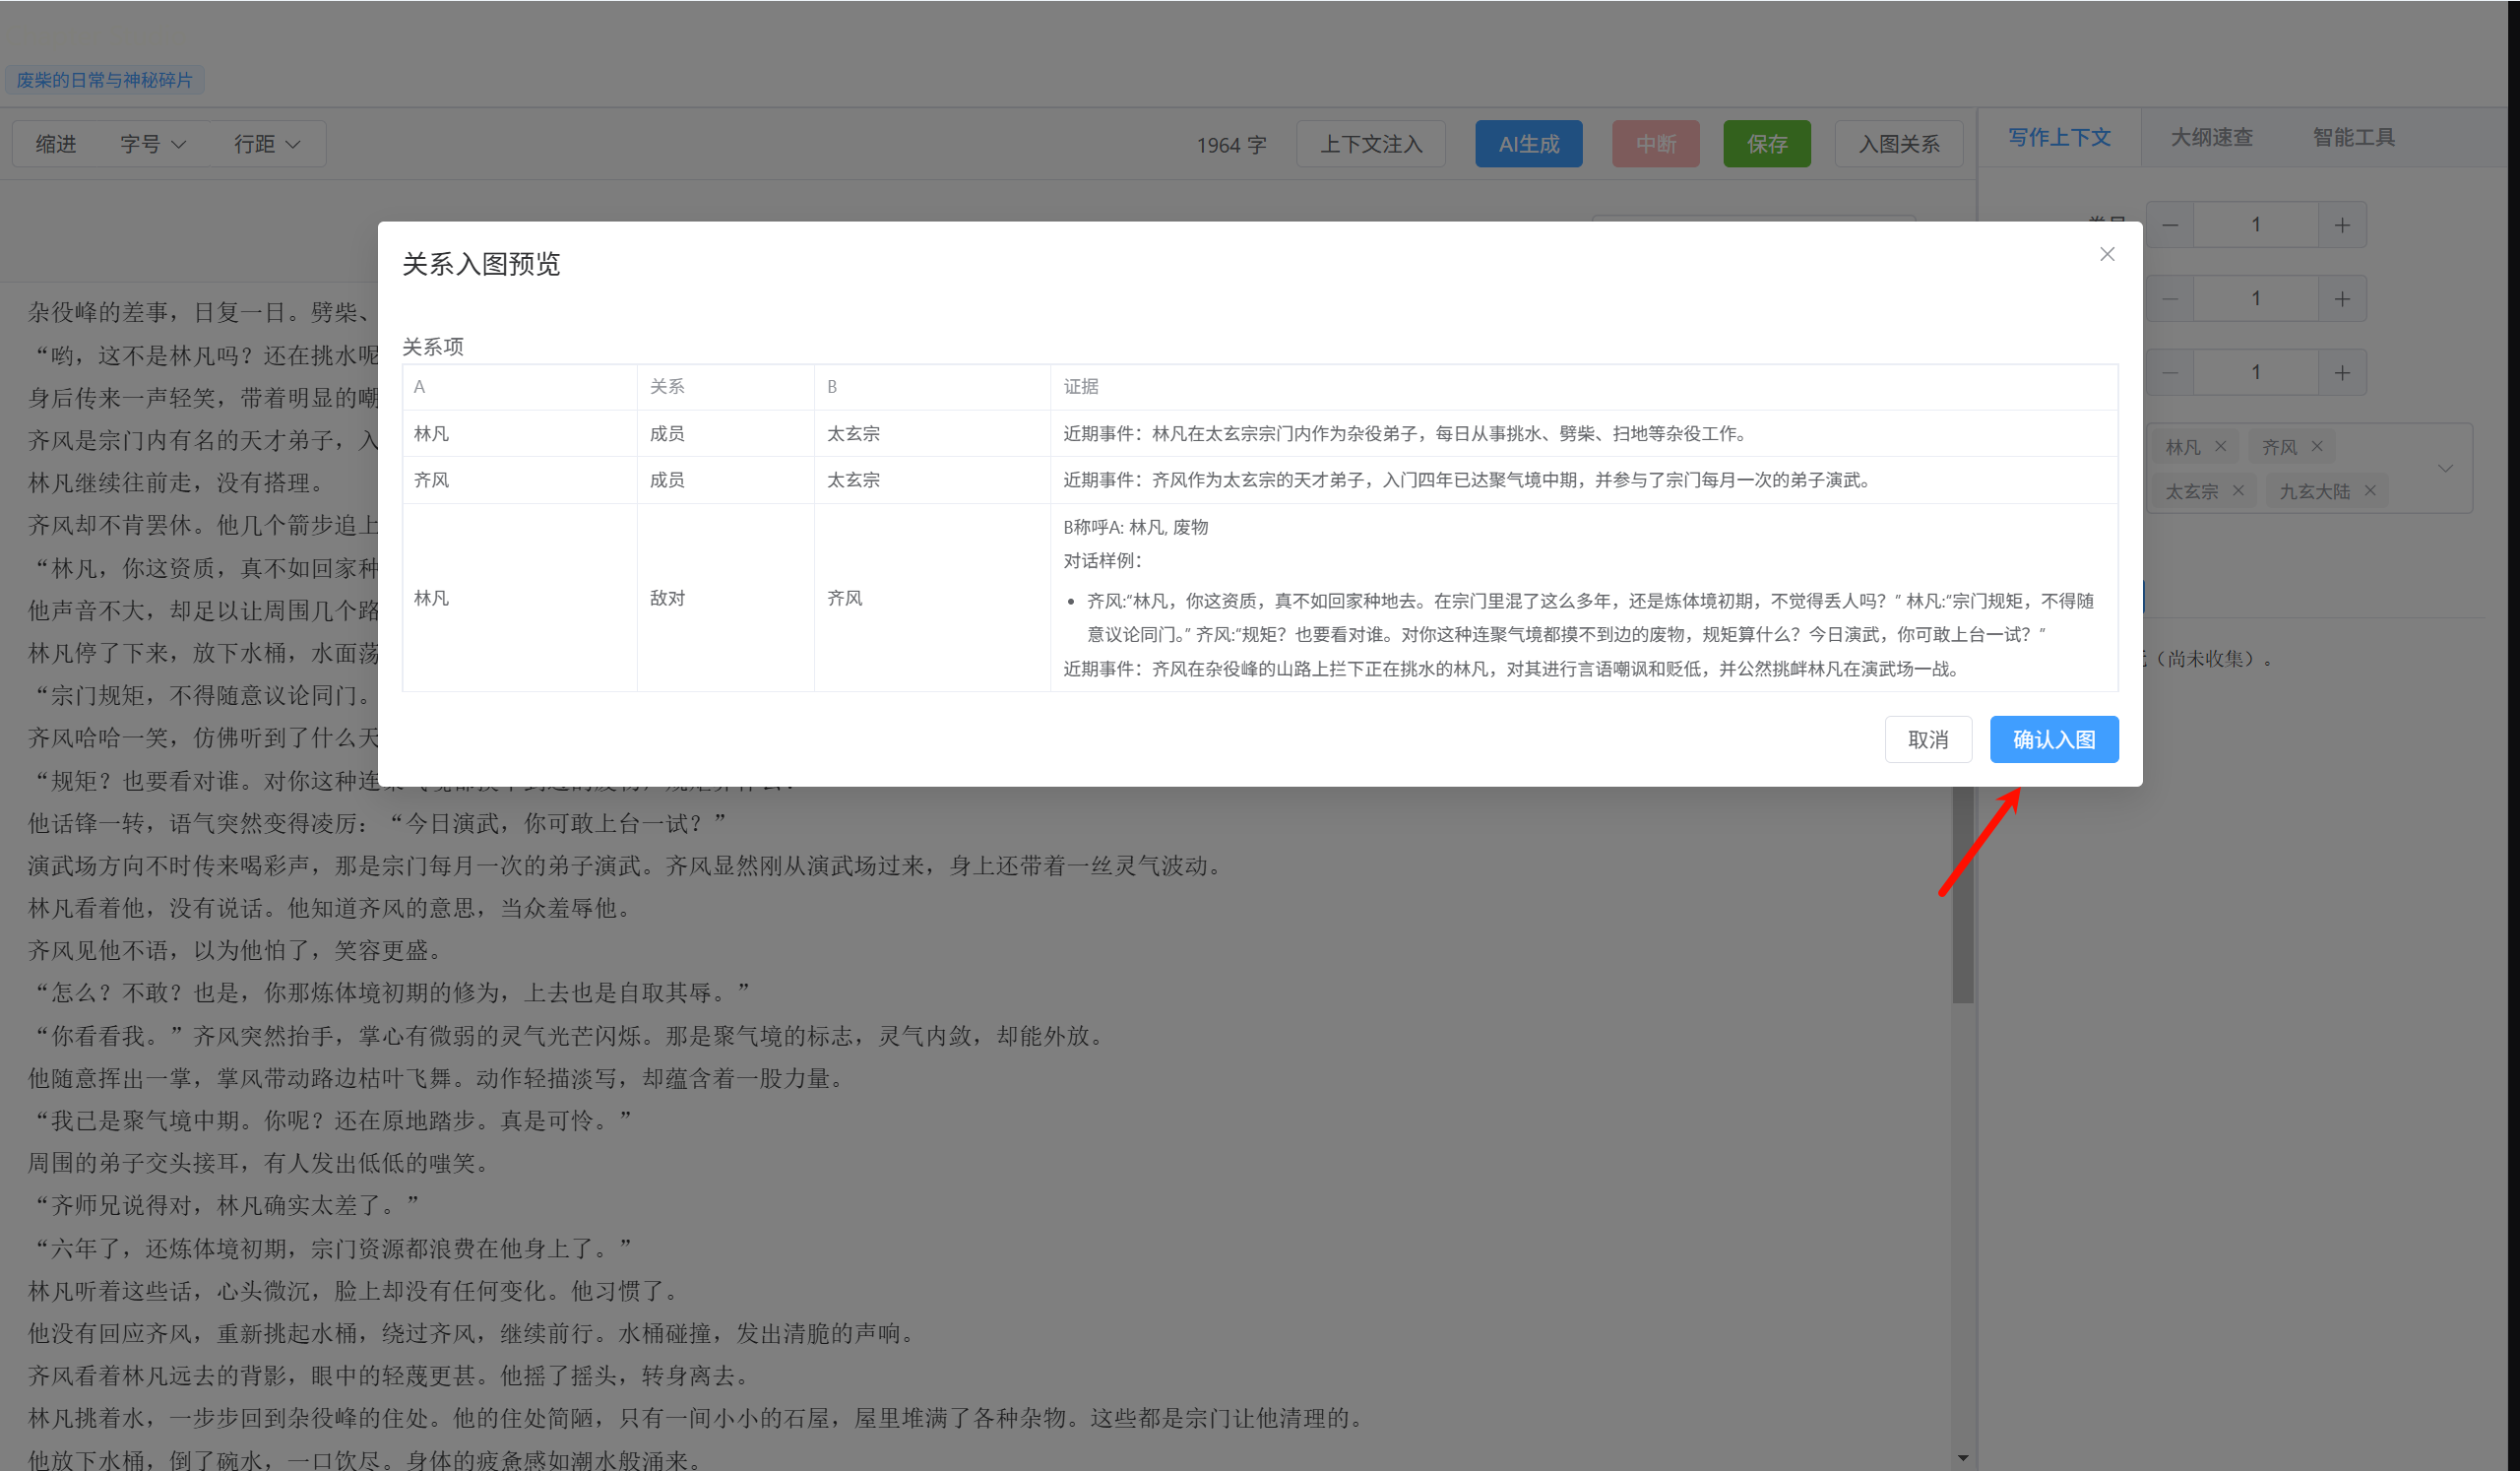 废柴的日常与神秘碎片
缩进 字号 行距 1964 字 上下文注入 AI生成 中断 保存 入图关系
写作上下文 大纲速查 智能工具
1
1
1
林凡 齐风
太玄宗 九玄大陆
（尚未收集）。
关系入图预览
关系项
A 关系 B 证据
林凡 成员 太玄宗 近期事件：林凡在太玄宗宗门内作为杂役弟子，每日从事挑水、劈柴、扫地等杂役工作。
齐风 成员 太玄宗 近期事件：齐风作为太玄宗的天才弟子，入门四年已达聚气境中期，并参与了宗门每月一次的弟子演武。
林凡 敌对 齐风
B称呼A: 林凡, 废物
对话样例：
• 齐风:“林凡，你这资质，真不如回家种地去。在宗门里混了这么多年，还是炼体境初期，不觉得丢人吗？” 林凡:“宗门规矩，不得随
意议论同门。” 齐风:“规矩？也要看对谁。对你这种连聚气境都摸不到边的废物，规矩算什么？今日演武，你可敢上台一试？”
近期事件：齐风在杂役峰的山路上拦下正在挑水的林凡，对其进行言语嘲讽和贬低，并公然挑衅林凡在演武场一战。
取消 确认入图
杂役峰的差事，日复一日。劈柴、
“哟，这不是林凡吗？还在挑水呢
身后传来一声轻笑，带着明显的嘲
齐风是宗门内有名的天才弟子，入
林凡继续往前走，没有搭理。
齐风却不肯罢休。他几个箭步追上
“林凡，你这资质，真不如回家种
他声音不大，却足以让周围几个路
林凡停了下来，放下水桶，水面荡
“宗门规矩，不得随意议论同门。
齐风哈哈一笑，仿佛听到了什么天
“规矩？也要看对谁。对你这种连
他话锋一转，语气突然变得凌厉：“今日演武，你可敢上台一试？”
演武场方向不时传来喝彩声，那是宗门每月一次的弟子演武。齐风显然刚从演武场过来，身上还带着一丝灵气波动。
林凡看着他，没有说话。他知道齐风的意思，当众羞辱他。
齐风见他不语，以为他怕了，笑容更盛。
“怎么？不敢？也是，你那炼体境初期的修为，上去也是自取其辱。”
“你看看我。”齐风突然抬手，掌心有微弱的灵气光芒闪烁。那是聚气境的标志，灵气内敛，却能外放。
他随意挥出一掌，掌风带动路边枯叶飞舞。动作轻描淡写，却蕴含着一股力量。
“我已是聚气境中期。你呢？还在原地踏步。真是可怜。”
周围的弟子交头接耳，有人发出低低的嗤笑。
“齐师兄说得对，林凡确实太差了。”
“六年了，还炼体境初期，宗门资源都浪费在他身上了。”
林凡听着这些话，心头微沉，脸上却没有任何变化。他习惯了。
他没有回应齐风，重新挑起水桶，绕过齐风，继续前行。水桶碰撞，发出清脆的声响。
齐风看着林凡远去的背影，眼中的轻蔑更甚。他摇了摇头，转身离去。
林凡挑着水，一步步回到杂役峰的住处。他的住处简陋，只有一间小小的石屋，屋里堆满了各种杂物。这些都是宗门让他清理的。
他放下水桶，倒了碗水，一口饮尽。身体的疲惫感如潮水般涌来。